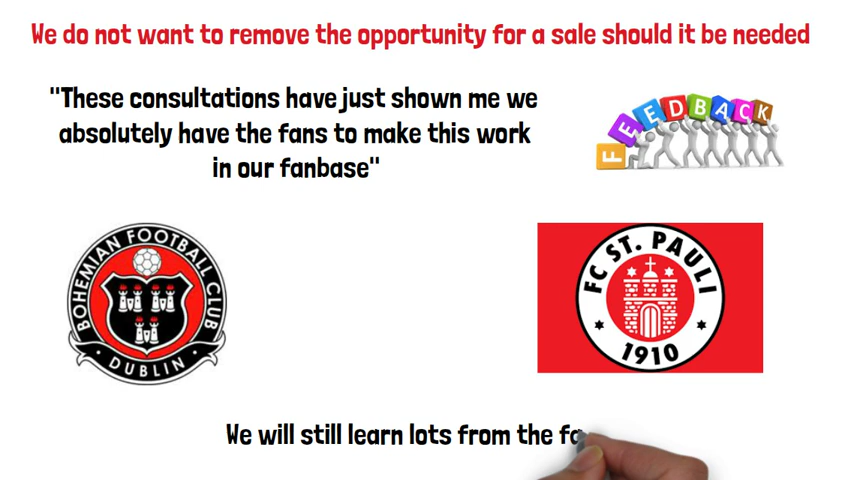 We do not want to remove the opportunity for a sale should it be needed
"These consultations have just shown me we
absolutely have the fans to make this work
in our fanbase"
FEEDBACK
BOHEMIAN FOOTBALL CLUB
DUBLIN
FC ST. PAULI
1910
We will still learn lots from the